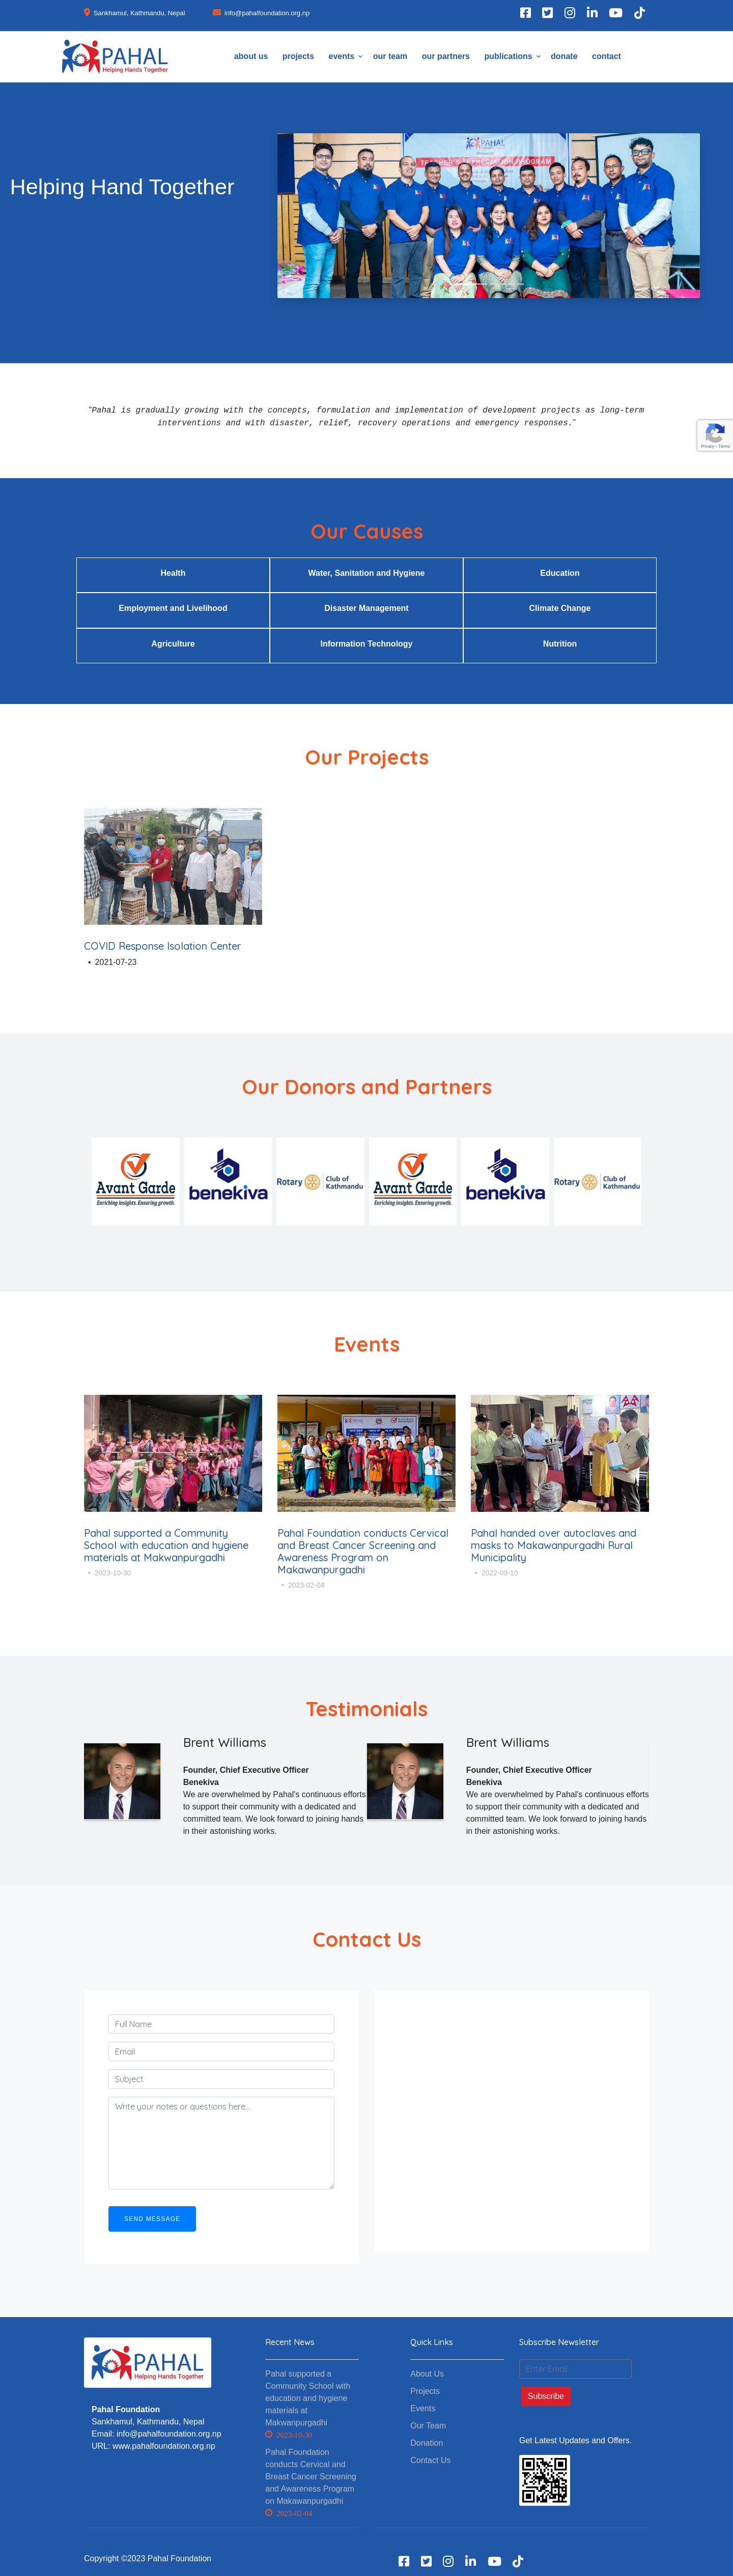 Sankhamul, Kathmandu, Nepal
info@pahalfoundation.org.np
PAHAL
Helping Hands Together
about us
projects
events
our team
our partners
publications
donate
contact
Helping Hand Together
PAHAL
TEACHER'S APPRECIATION PROGRAM
"Pahal is gradually growing with the concepts, formulation and implementation of development projects as long-term
interventions and with disaster, relief, recovery operations and emergency responses."
Privacy - Terms
Our Causes
Health
Water, Sanitation and Hygiene
Education
Employment and Livelihood
Disaster Management
Climate Change
Agriculture
Information Technology
Nutrition
Our Projects
COVID Response Isolation Center
• 2021-07-23
Our Donors and Partners
Avant Garde
Enriching Insights. Ensuring growth.
benekiva
Rotary
Club of
Kathmandu
Avant Garde
Enriching Insights. Ensuring growth.
benekiva
Rotary
Club of
Kathmandu
Events
Pahal supported a Community
School with education and hygiene
materials at Makwanpurgadhi
• 2023-10-30
Pahal Foundation conducts Cervical
and Breast Cancer Screening and
Awareness Program on
Makawanpurgadhi
• 2023-02-04
Pahal handed over autoclaves and
masks to Makawanpurgadhi Rural
Municipality
• 2022-09-10
Testimonials
Brent Williams
Founder, Chief Executive Officer
Benekiva
We are overwhelmed by Pahal's continuous efforts
to support their community with a dedicated and
committed team. We look forward to joining hands
in their astonishing works.
Brent Williams
Founder, Chief Executive Officer
Benekiva
We are overwhelmed by Pahal's continuous efforts
to support their community with a dedicated and
committed team. We look forward to joining hands
in their astonishing works.
Contact Us
Full Name
Email
Subject
Write your notes or questions here...
SEND MESSAGE
PAHAL
Helping Hands Together
Pahal Foundation
Sankhamul, Kathmandu, Nepal
Email: info@pahalfoundation.org.np
URL: www.pahalfoundation.org.np
Recent News
Pahal supported a
Community School with
education and hygiene
materials at
Makwanpurgadhi
2023-10-30
Pahal Foundation
conducts Cervical and
Breast Cancer Screening
and Awareness Program
on Makawanpurgadhi
2023-02-04
Quick Links
About Us
Projects
Events
Our Team
Donation
Contact Us
Subscribe Newsletter
Enter Email
Subscribe
Get Latest Updates and Offers.
Copyright ©2023 Pahal Foundation